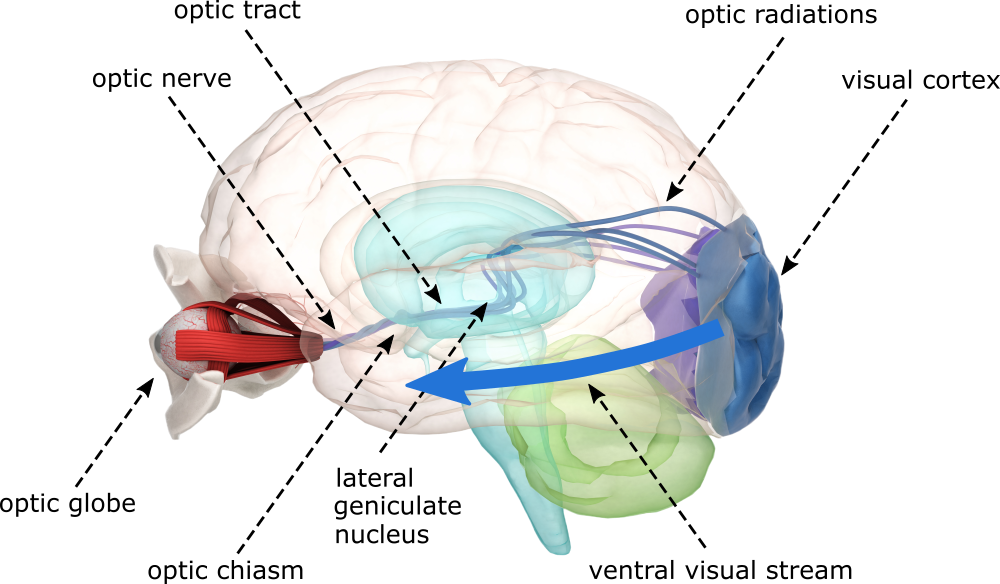 optic tract
optic radiations
optic nerve
visual cortex
lateral
geniculate
nucleus
optic globe
optic chiasm
ventral visual stream